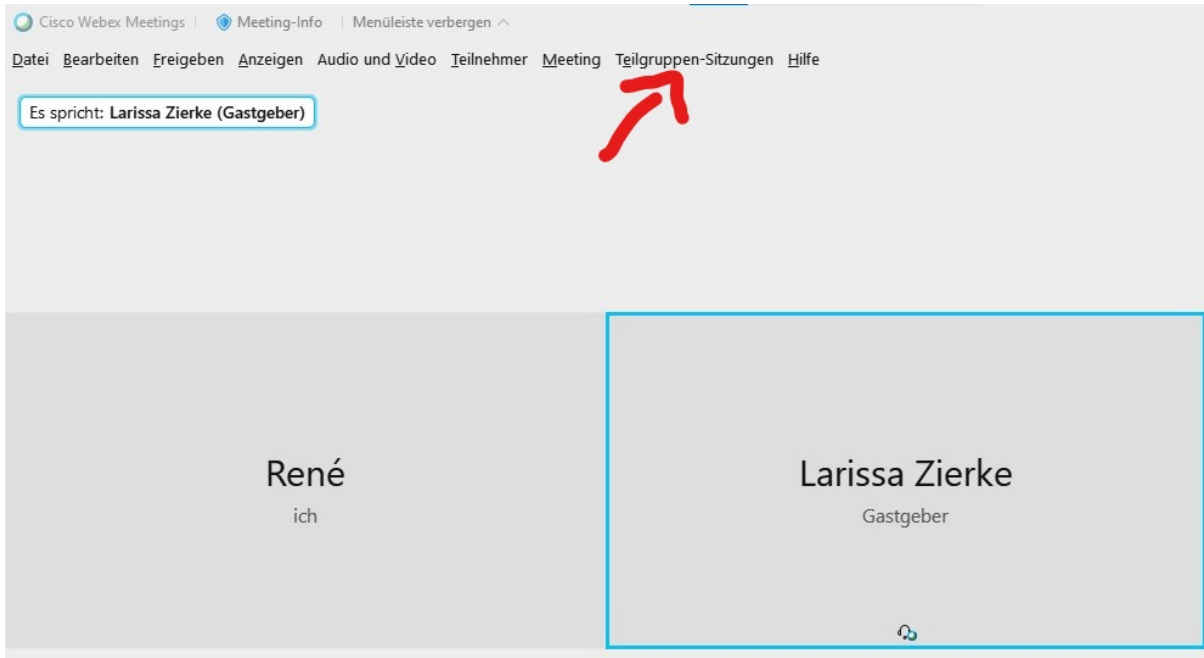 Cisco Webex Meetings | Meeting-Info | Menüleiste verbergen
Datei Bearbeiten Freigeben Anzeigen Audio und Video Teilnehmer Meeting Teilgruppen-Sitzungen Hilfe
Es spricht: Larissa Zierke (Gastgeber)
René
ich
Larissa Zierke
Gastgeber